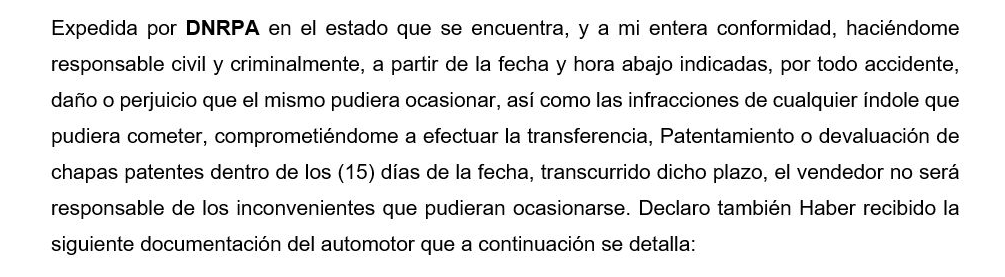 Expedida por DNRPA en el estado que se encuentra, y a mi entera conformidad, haciéndome
responsable civil y criminalmente, a partir de la fecha y hora abajo indicadas, por todo accidente,
daño o perjuicio que el mismo pudiera ocasionar, así como las infracciones de cualquier índole que
pudiera cometer, comprometiéndome a efectuar la transferencia, Patentamiento o devaluación de
chapas patentes dentro de los (15) días de la fecha, transcurrido dicho plazo, el vendedor no será
responsable de los inconvenientes que pudieran ocasionarse. Declaro también Haber recibido la
siguiente documentación del automotor que a continuación se detalla: